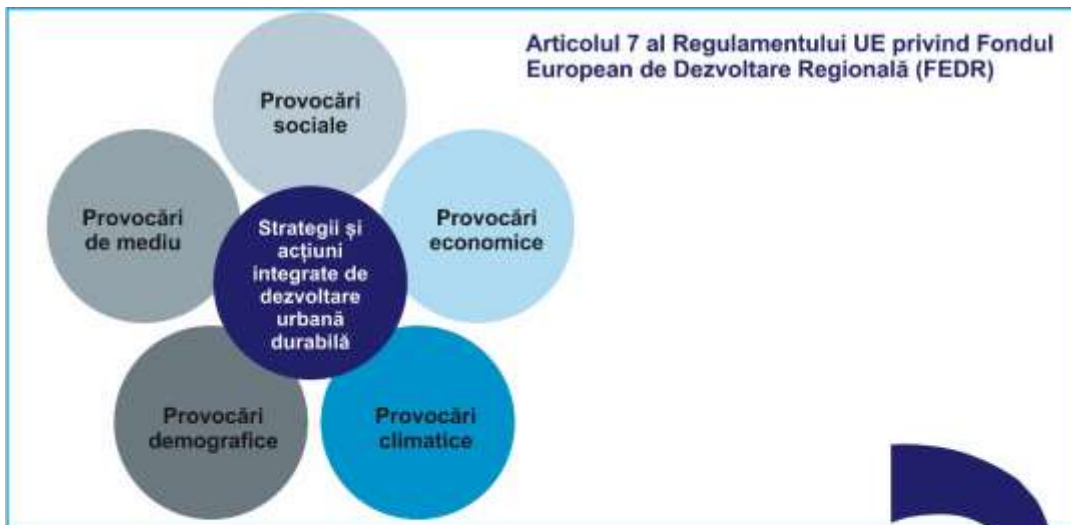 Articolul 7 al Regulamentului UE privind Fondul
European de Dezvoltare Regională (FEDR)
Provocări
sociale
Provocări
de mediu
Provocări
economice
Strategii și
acțiuni
integrate de
dezvoltare
urbană
durabilă
Provocări
demografice
Provocări
climatice